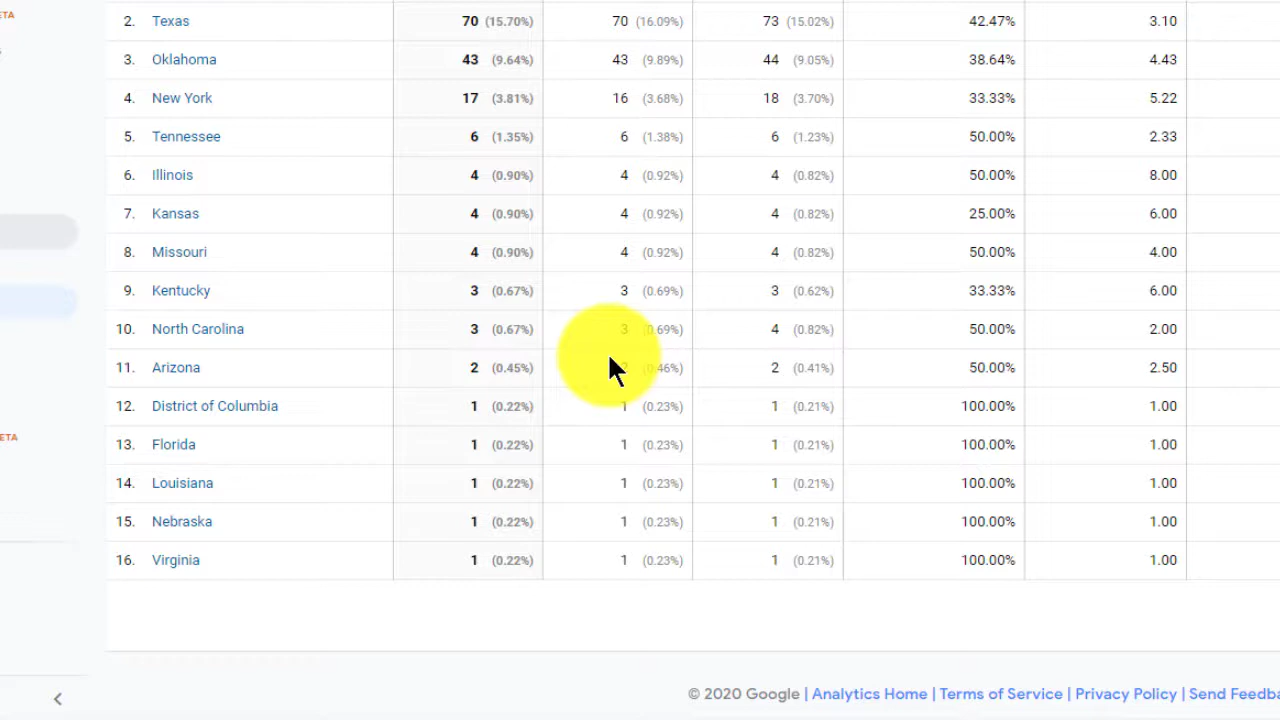 ETA
2. Texas 70 (15.70%) 70 (16.09%) 73 (15.02%) 42.47% 3.10
3. Oklahoma 43 (9.64%) 43 (9.89%) 44 (9.05%) 38.64% 4.43
4. New York 17 (3.81%) 16 (3.68%) 18 (3.70%) 33.33% 5.22
5. Tennessee 6 (1.35%) 6 (1.38%) 6 (1.23%) 50.00% 2.33
6. Illinois 4 (0.90%) 4 (0.92%) 4 (0.82%) 50.00% 8.00
7. Kansas 4 (0.90%) 4 (0.92%) 4 (0.82%) 25.00% 6.00
8. Missouri 4 (0.90%) 4 (0.92%) 4 (0.82%) 50.00% 4.00
9. Kentucky 3 (0.67%) 3 (0.69%) 3 (0.62%) 33.33% 6.00
10. North Carolina 3 (0.67%) 3 (0.69%) 4 (0.82%) 50.00% 2.00
11. Arizona 2 (0.45%) 2 (0.46%) 2 (0.41%) 50.00% 2.50
12. District of Columbia 1 (0.22%) 1 (0.23%) 1 (0.21%) 100.00% 1.00
ETA
13. Florida 1 (0.22%) 1 (0.23%) 1 (0.21%) 100.00% 1.00
14. Louisiana 1 (0.22%) 1 (0.23%) 1 (0.21%) 100.00% 1.00
15. Nebraska 1 (0.22%) 1 (0.23%) 1 (0.21%) 100.00% 1.00
16. Virginia 1 (0.22%) 1 (0.23%) 1 (0.21%) 100.00% 1.00
© 2020 Google | Analytics Home | Terms of Service | Privacy Policy | Send Feedba